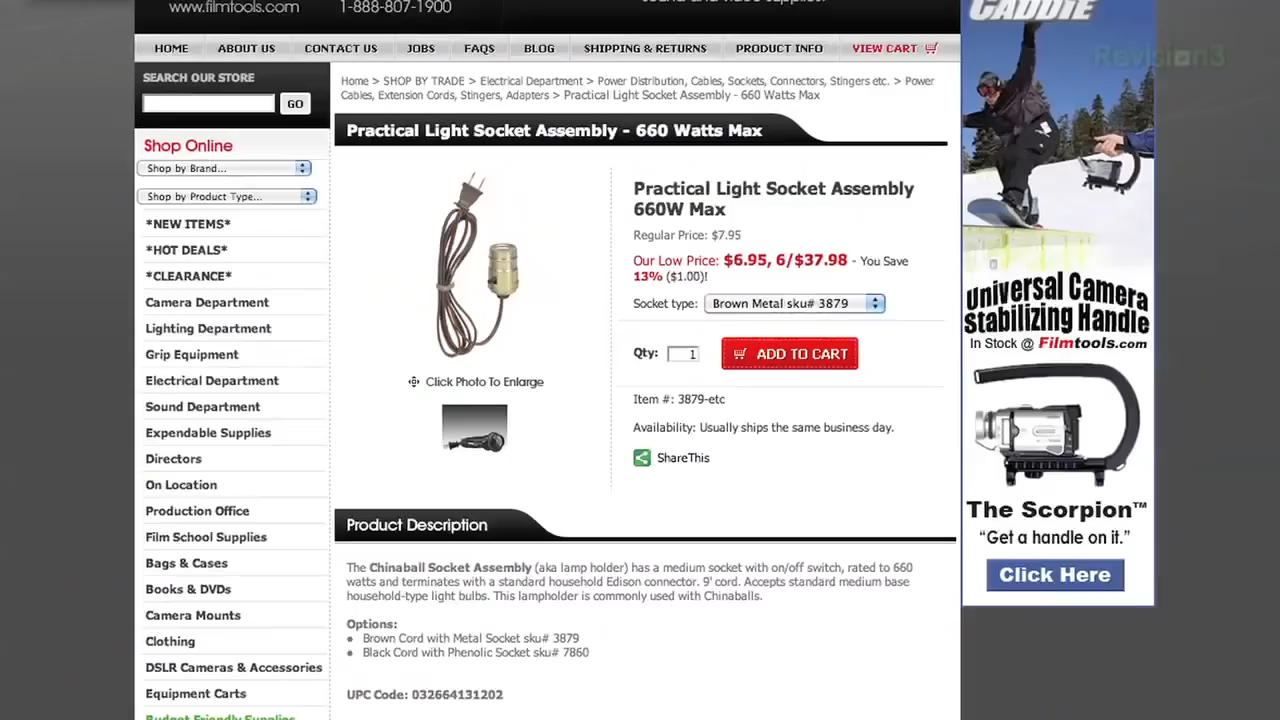 www.filmtools.com
1-888-807-1900
CADDIE
Revision3
HOME ABOUT US CONTACT US JOBS FAQS BLOG SHIPPING & RETURNS PRODUCT INFO VIEW CART
SEARCH OUR STORE
GO
Shop Online
Shop by Brand...
Shop by Product Type...
*NEW ITEMS*
*HOT DEALS*
*CLEARANCE*
Camera Department
Lighting Department
Grip Equipment
Electrical Department
Sound Department
Expendable Supplies
Directors
On Location
Production Office
Film School Supplies
Bags & Cases
Books & DVDs
Camera Mounts
Clothing
DSLR Cameras & Accessories
Equipment Carts
Budget Friendly Supplies
Home > SHOP BY TRADE > Electrical Department > Power Distribution, Cables, Sockets, Connectors, Stingers etc. > Power
Cables, Extension Cords, Stingers, Adapters > Practical Light Socket Assembly - 660 Watts Max
Practical Light Socket Assembly - 660 Watts Max
Click Photo To Enlarge
Practical Light Socket Assembly
660W Max
Regular Price: $7.95
Our Low Price: $6.95, 6/$37.98 - You Save
13% ($1.00)!
Socket type: Brown Metal sku# 3879
Qty: 1 ADD TO CART
Item #: 3879-etc
Availability: Usually ships the same business day.
ShareThis
Product Description
The Chinaball Socket Assembly (aka lamp holder) has a medium socket with on/off switch, rated to 660
watts and terminates with a standard household Edison connector. 9' cord. Accepts standard medium base
household-type light bulbs. This lampholder is commonly used with Chinaballs.
Options:
Brown Cord with Metal Socket sku# 3879
Black Cord with Phenolic Socket sku# 7860
UPC Code: 032664131202
Universal Camera
Stabilizing Handle
In Stock @ Filmtools.com
The Scorpion™
“Get a handle on it.”
Click Here